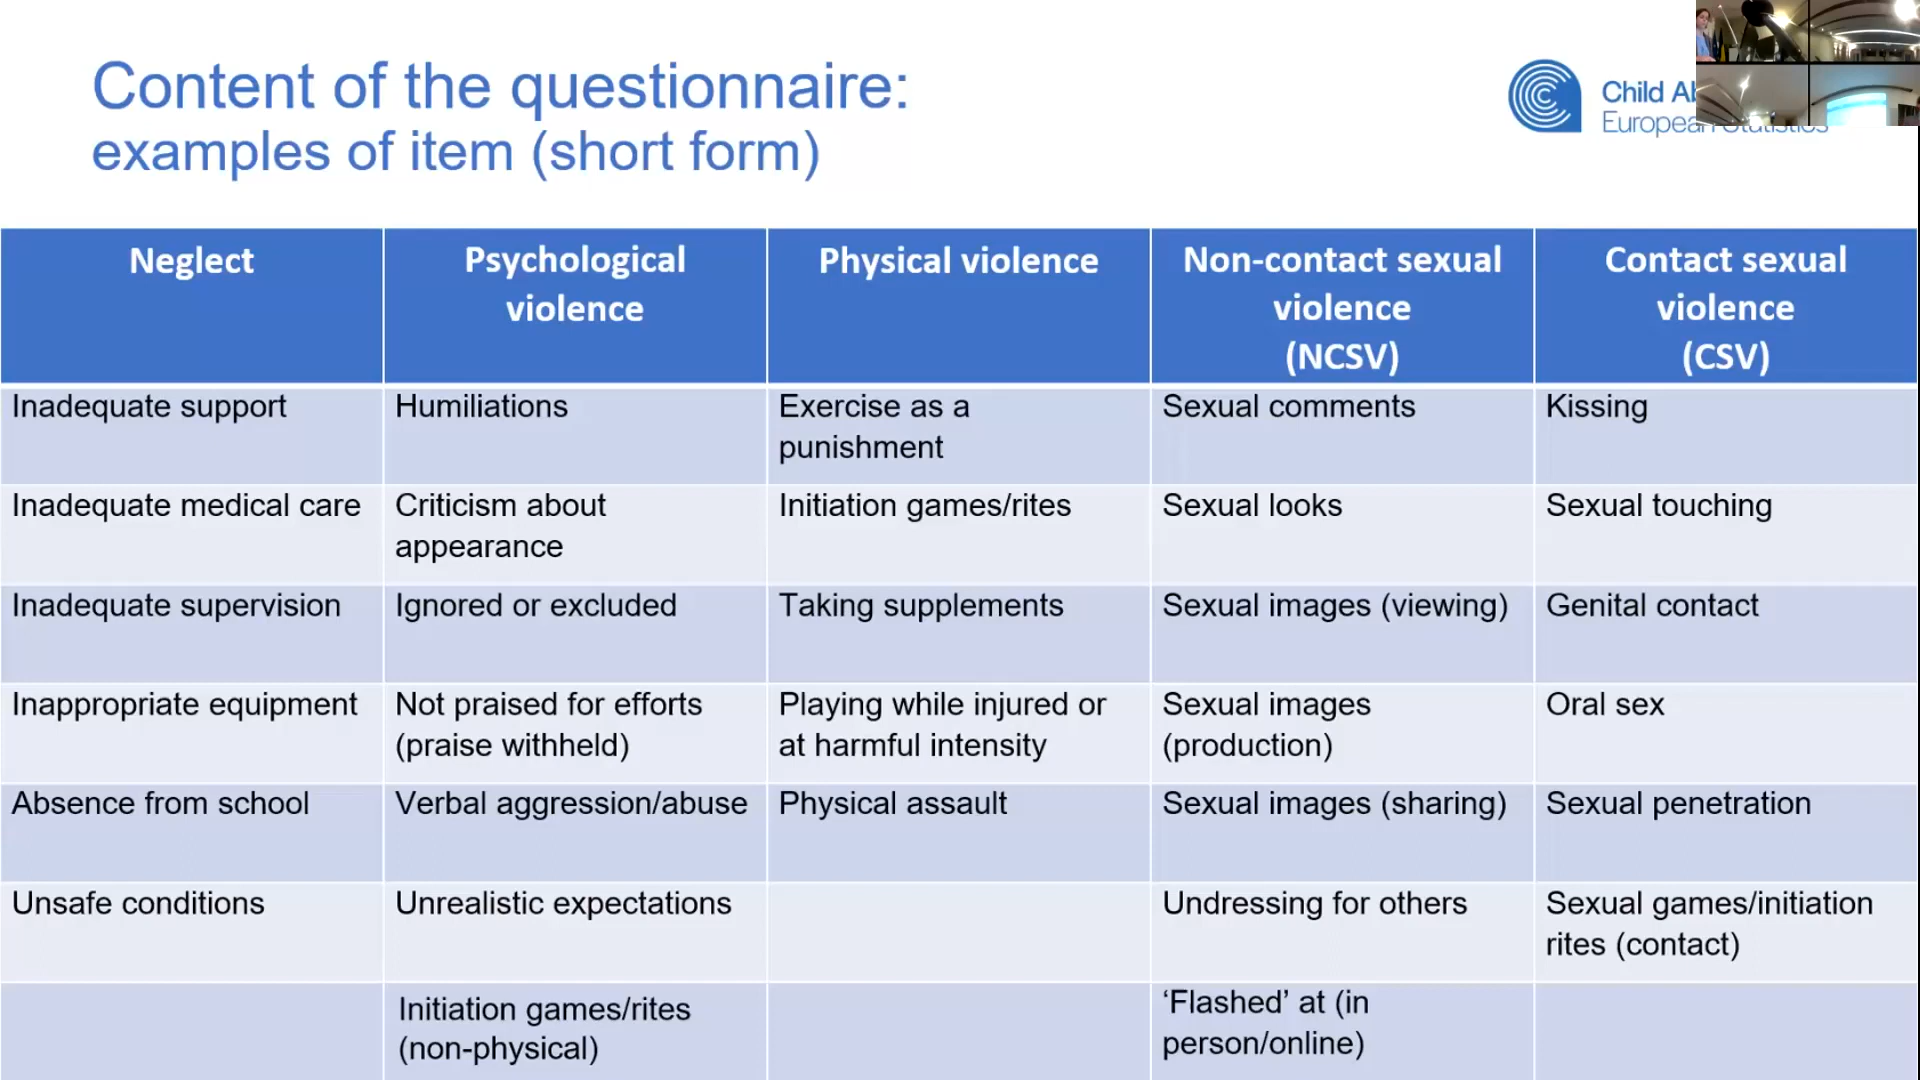 Content of the questionnaire:
examples of item (short form)
Child
European Statistics
Neglect
Psychological
violence
Physical violence
Non-contact sexual
violence
(NCSV)
Contact sexual
violence
(CSV)
Inadequate support
Humiliations
Exercise as a
punishment
Sexual comments
Kissing
Inadequate medical care
Criticism about
appearance
Initiation games/rites
Sexual looks
Sexual touching
Inadequate supervision
Ignored or excluded
Taking supplements
Sexual images (viewing)
Genital contact
Inappropriate equipment
Not praised for efforts
(praise withheld)
Playing while injured or
at harmful intensity
Sexual images
(production)
Oral sex
Absence from school
Verbal aggression/abuse
Physical assault
Sexual images (sharing)
Sexual penetration
Unsafe conditions
Unrealistic expectations
Undressing for others
Sexual games/initiation
rites (contact)
Initiation games/rites
(non-physical)
‘Flashed’ at (in
person/online)